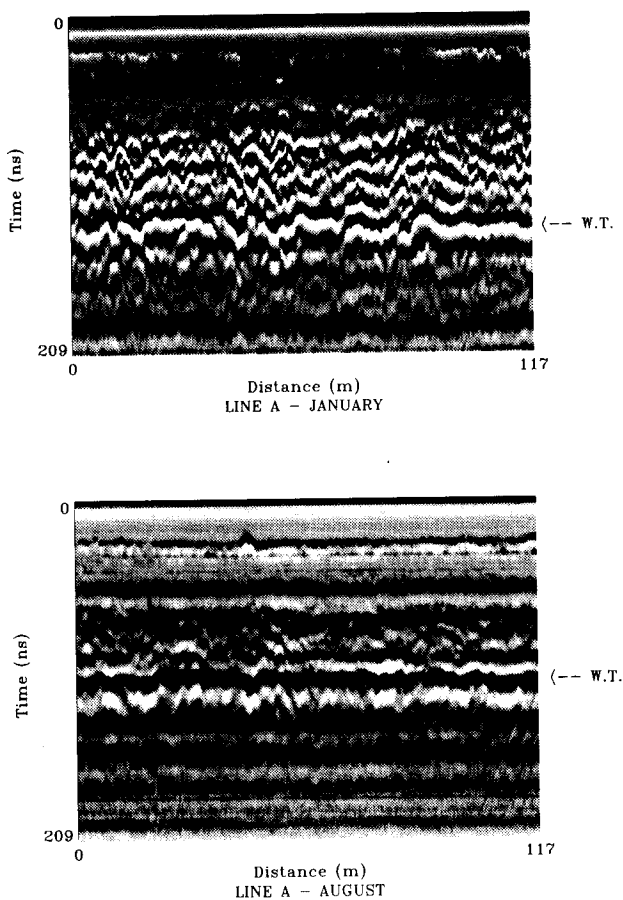 0
Time (ns)
<-- W.T.
209
0
117
Distance (m)
LINE A - JANUARY
0
Time (ns)
<-- W.T.
209
0
117
Distance (m)
LINE A - AUGUST